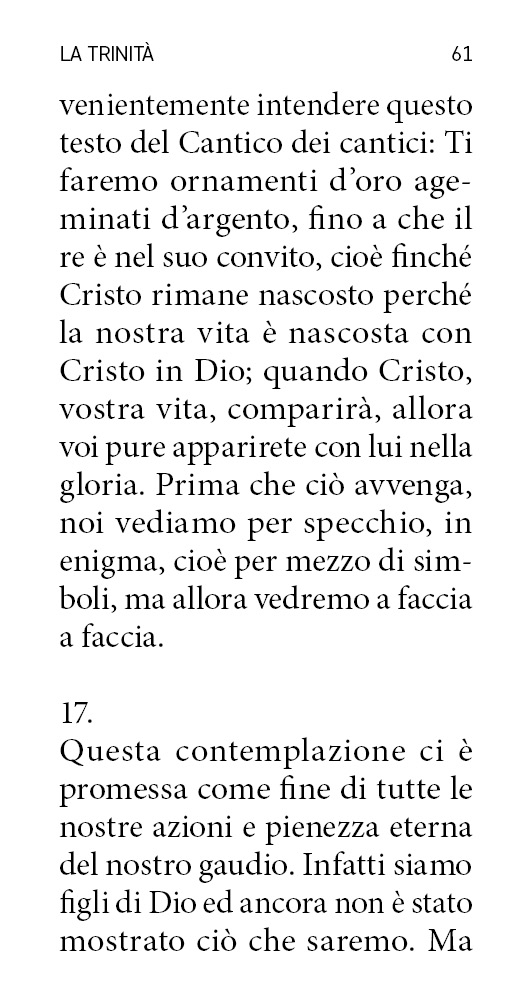 LA TRINITÀ 61
venientemente intendere questo
testo del Cantico dei cantici: Ti
faremo ornamenti d’oro age-
minati d’argento, fino a che il
re è nel suo convito, cioè finché
Cristo rimane nascosto perché
la nostra vita è nascosta con
Cristo in Dio; quando Cristo,
vostra vita, comparirà, allora
voi pure apparirete con lui nella
gloria. Prima che ciò avvenga,
noi vediamo per specchio, in
enigma, cioè per mezzo di sim-
boli, ma allora vedremo a faccia
a faccia.
17.
Questa contemplazione ci è
promessa come fine di tutte le
nostre azioni e pienezza eterna
del nostro gaudio. Infatti siamo
figli di Dio ed ancora non è stato
mostrato ciò che saremo. Ma